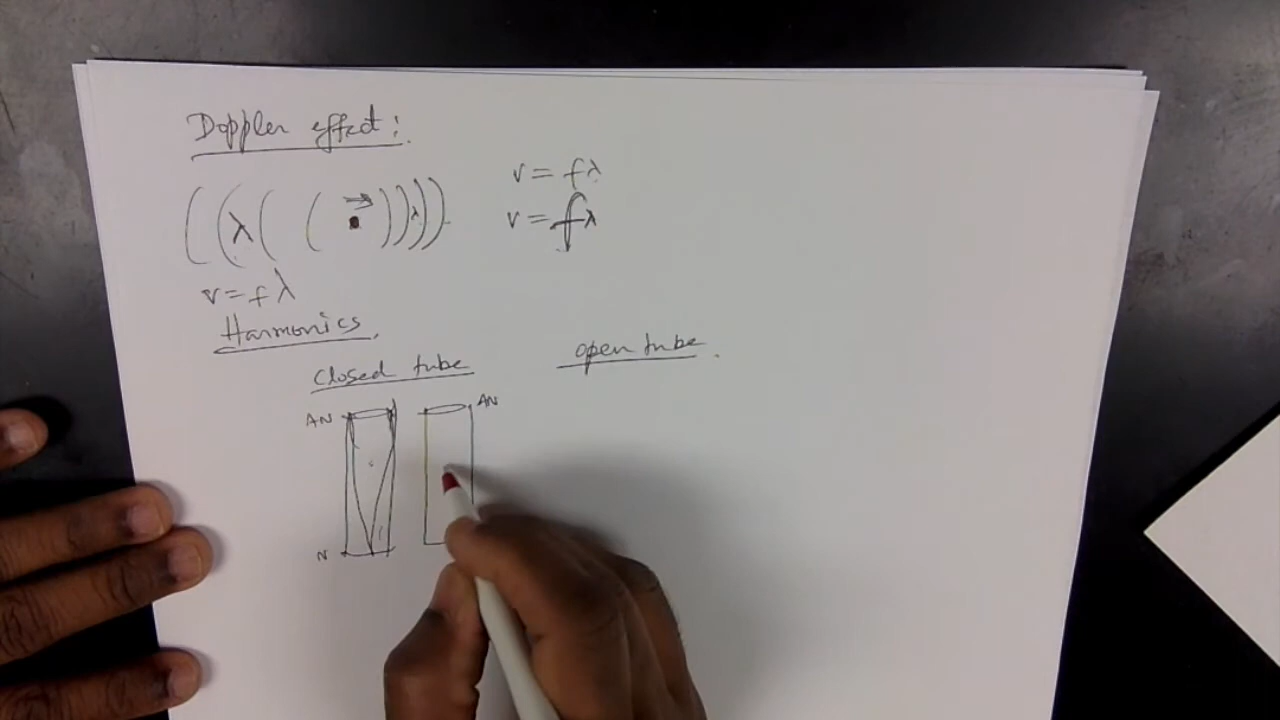 Doppler effect:
v = fλ
v = fλ
λ λ
v = fλ
Harmonics.
closed tube
open tube.
AN AN
N